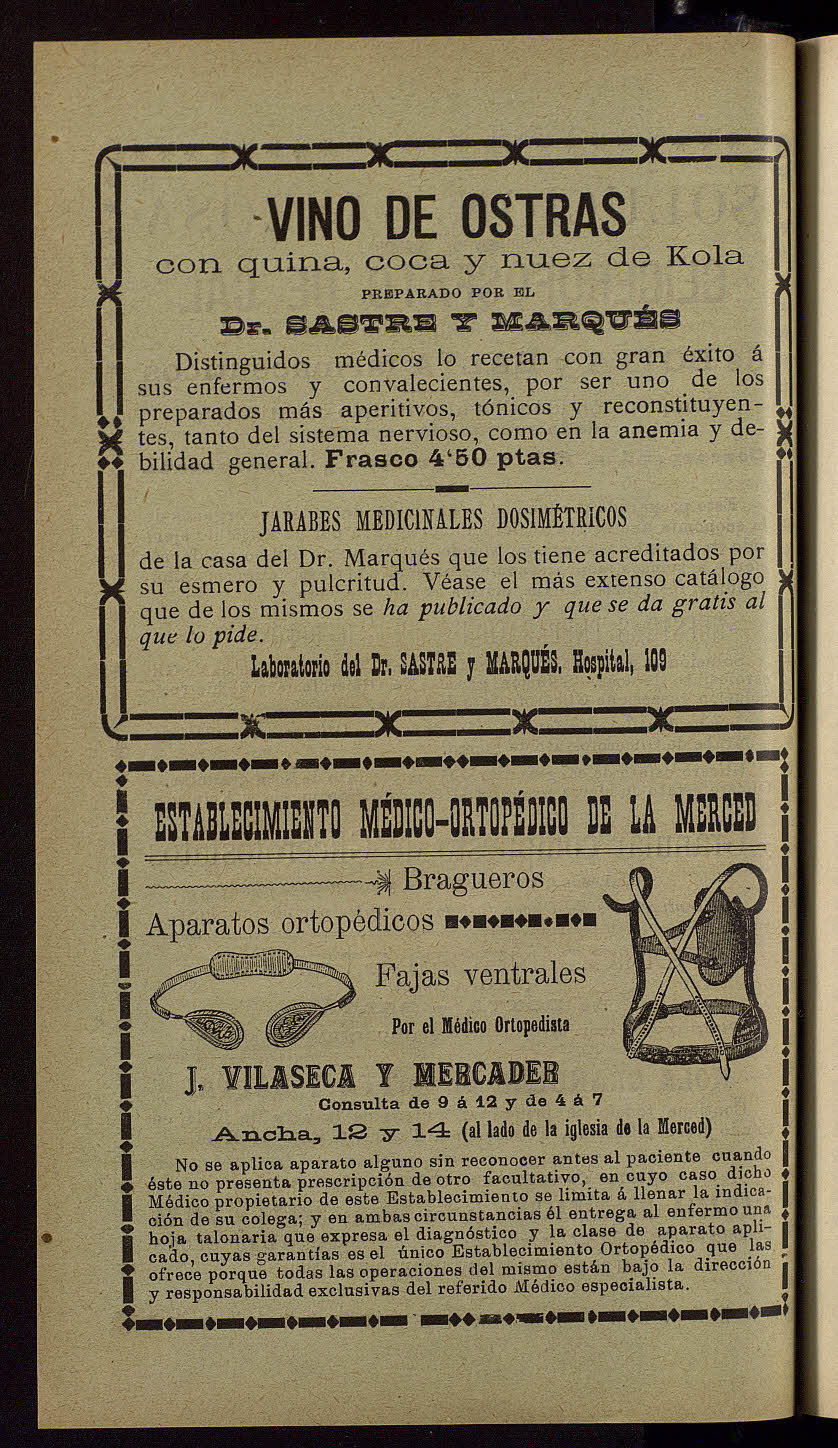 VINO DE OSTRAS
con quina, coca y nuez de Kola
PREPARADO POR EL
Dr. SASTRE Y MARQUÉS
Distinguidos médicos lo recetan con gran éxito á
sus enfermos y convalecientes, por ser uno de los
preparados más aperitivos, tónicos y reconstituyen-
tes, tanto del sistema nervioso, como en la anemia y de-
bilidad general. Frasco 4'50 ptas.
JARABES MEDICINALES DOSIMÉTRICOS
de la casa del Dr. Marqués que los tiene acreditados por
su esmero y pulcritud. Véase el más extenso catálogo
que de los mismos se ha publicado y que se da gratis al
que lo pide.
Laboratorio del Dr. SASTRE y MARQUÉS. Hospital, 109
ESTABLECIMIENTO MÉDICO-ORTOPÉDICO DE LA MERCED
Bragueros
Aparatos ortopédicos
Fajas ventrales
Por el Médico Ortopedista
J. VILASECA Y MERCADER
Consulta de 9 á 12 y de 4 á 7
Ancha, 12 y 14 (al lado de la iglesia de la Merced)
No se aplica aparato alguno sin reconocer antes al paciente cuando
éste no presenta prescripción de otro facultativo, en cuyo caso dicho
Médico propietario de este Establecimiento se limita á llenar la indica-
ción de su colega; y en ambas circunstancias él entrega al enfermo una
hoja talonaria que expresa el diagnóstico y la clase de aparato apli-
cado, cuyas garantías es el único Establecimiento Ortopédico que las
ofrece porque todas las operaciones del mismo están bajo la dirección
y responsabilidad exclusivas del referido Médico especialista.